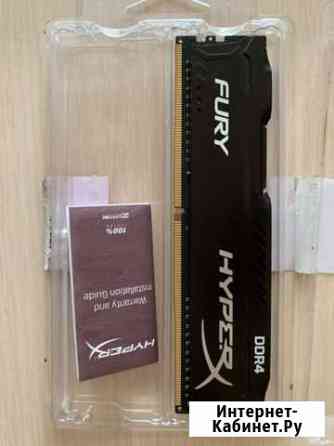 FURY
HYPERX
DDR4
100%
Warranty and
Installation Guide
HYPERX
Интернет-
Кабинет.Ру